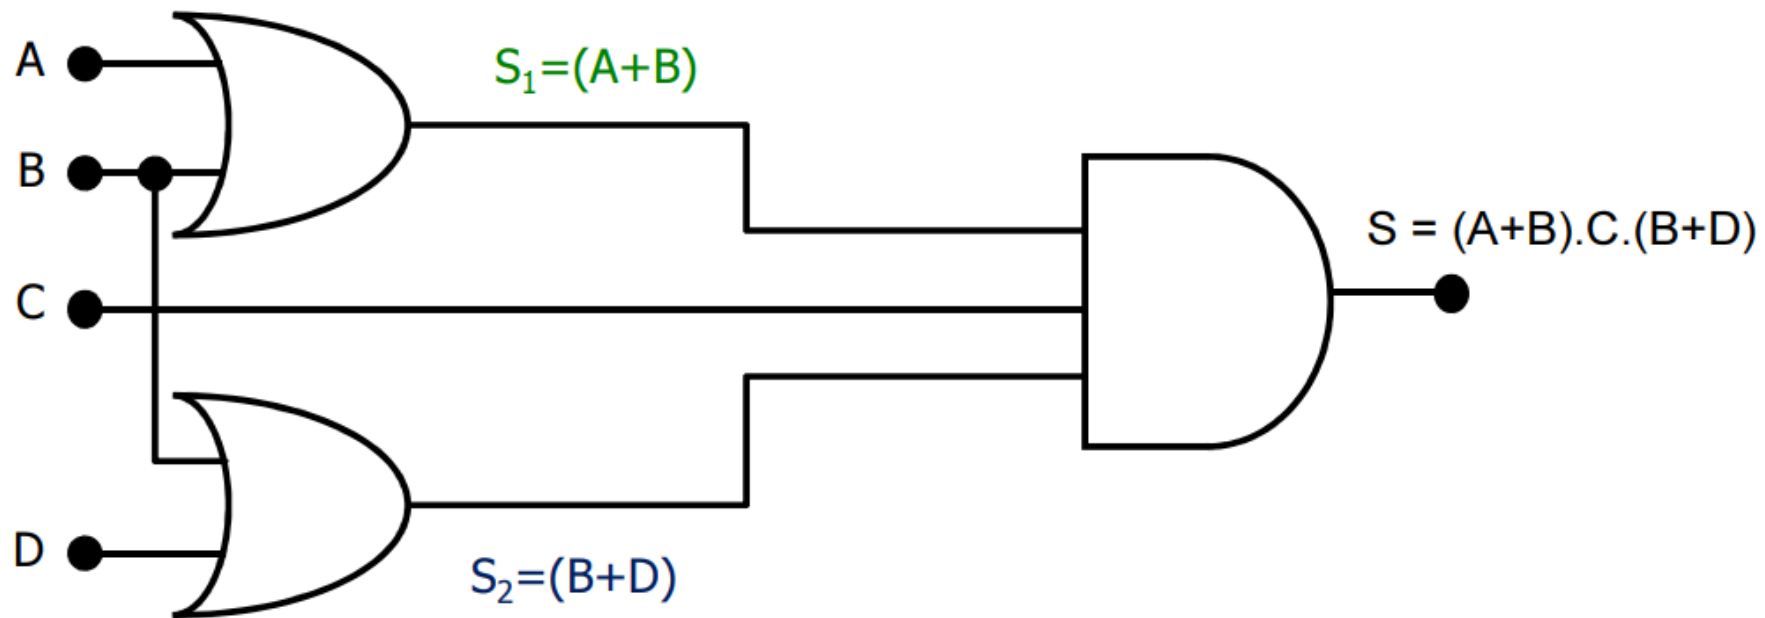 A
S₁=(A+B)
B
S = (A+B).C.(B+D)
C
D
S₂=(B+D)